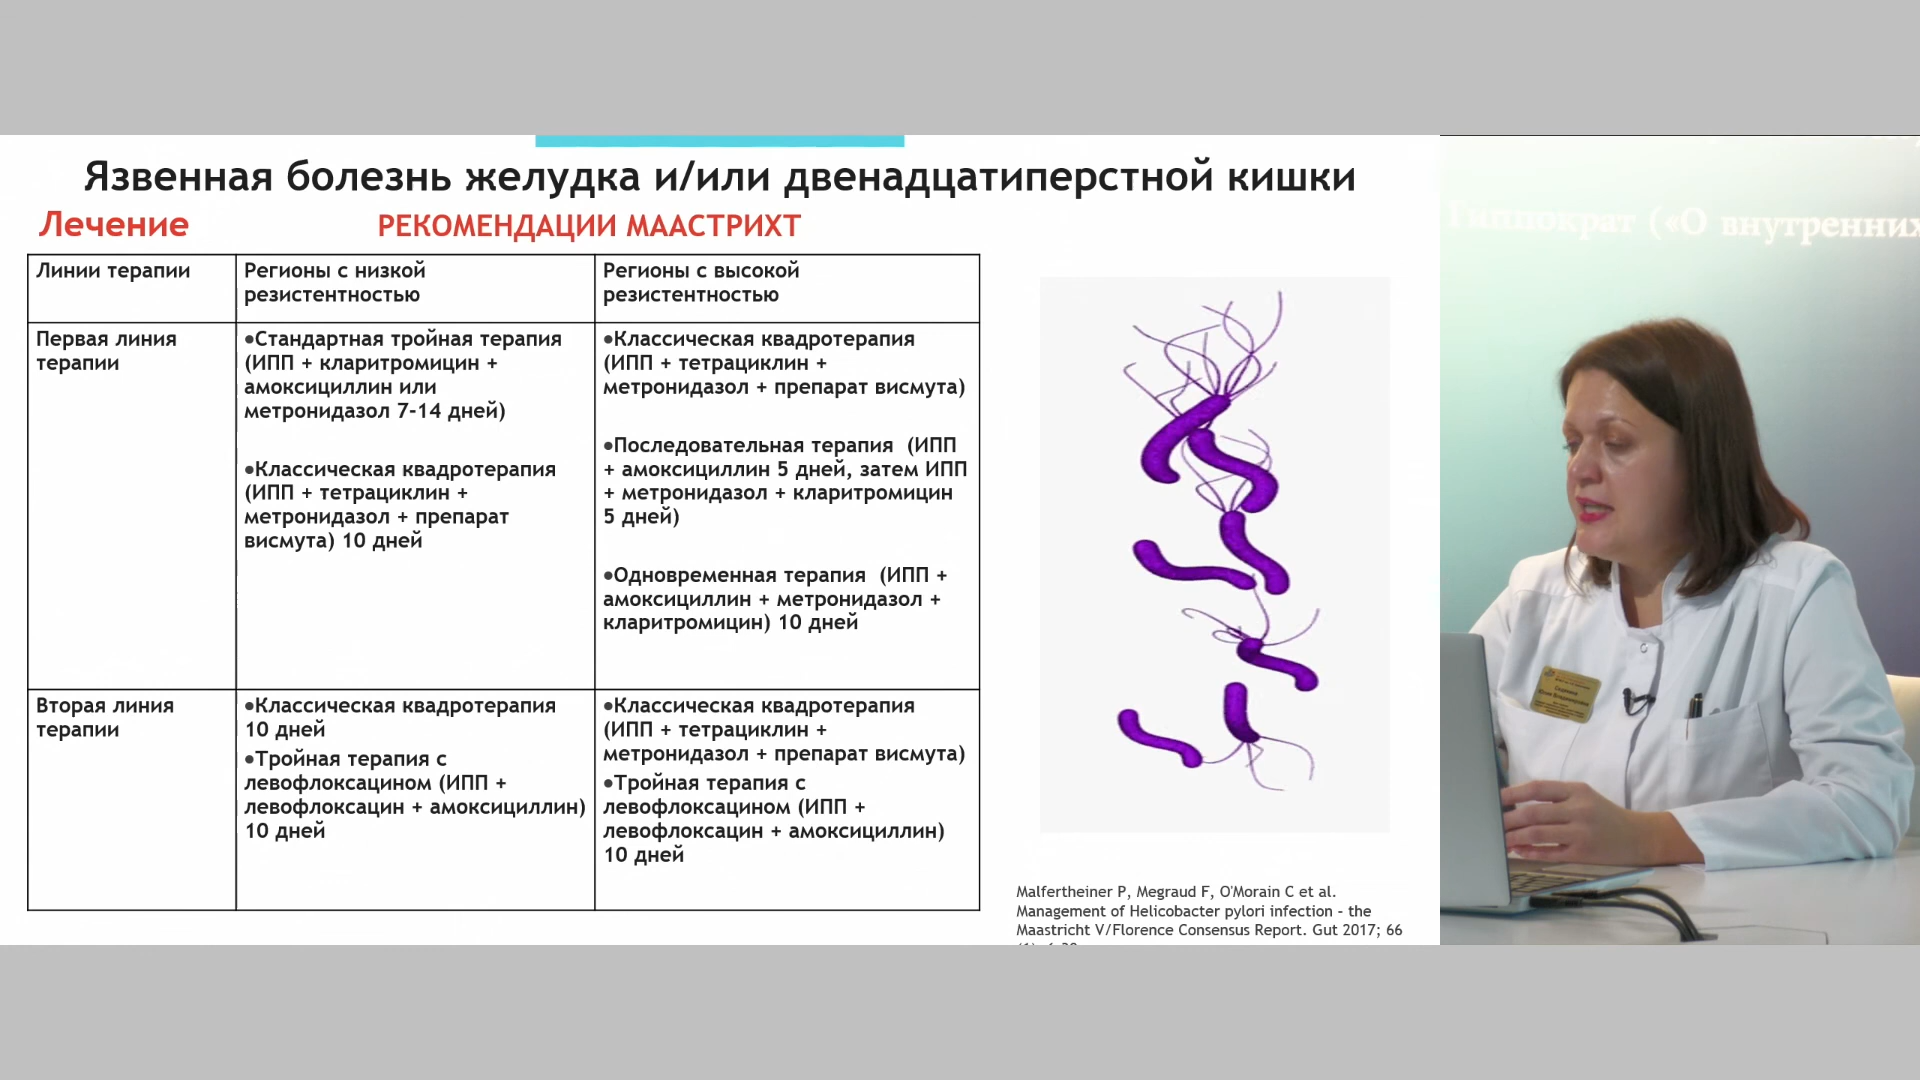 Язвенная болезнь желудка и/или двенадцатиперстной кишки
Лечение
РЕКОМЕНДАЦИИ МААСТРИХТ
Линии терапии
Регионы с низкой
резистентностью
Регионы с высокой
резистентностью
Первая линия
терапии
•Стандартная тройная терапия
(ИПП + кларитромицин +
амоксициллин или
метронидазол 7-14 дней)
•Классическая квадротерапия
(ИПП + тетрациклин +
метронидазол + препарат
висмута) 10 дней
•Классическая квадротерапия
(ИПП + тетрациклин +
метронидазол + препарат висмута)
•Последовательная терапия (ИПП
+ амоксициллин 5 дней, затем ИПП
+ метронидазол + кларитромицин
5 дней)
•Одновременная терапия (ИПП +
амоксициллин + метронидазол +
кларитромицин) 10 дней
Вторая линия
терапии
•Классическая квадротерапия
10 дней
•Тройная терапия с
левофлоксацином (ИПП +
левофлоксацин + амоксициллин)
10 дней
•Классическая квадротерапия
(ИПП + тетрациклин +
метронидазол + препарат висмута)
•Тройная терапия с
левофлоксацином (ИПП +
левофлоксацин + амоксициллин)
10 дней
Malfertheiner P, Megraud F, O'Morain C et al.
Management of Helicobacter pylori infection - the
Maastricht V/Florence Consensus Report. Gut 2017; 66
Гиппократ («О внутренних